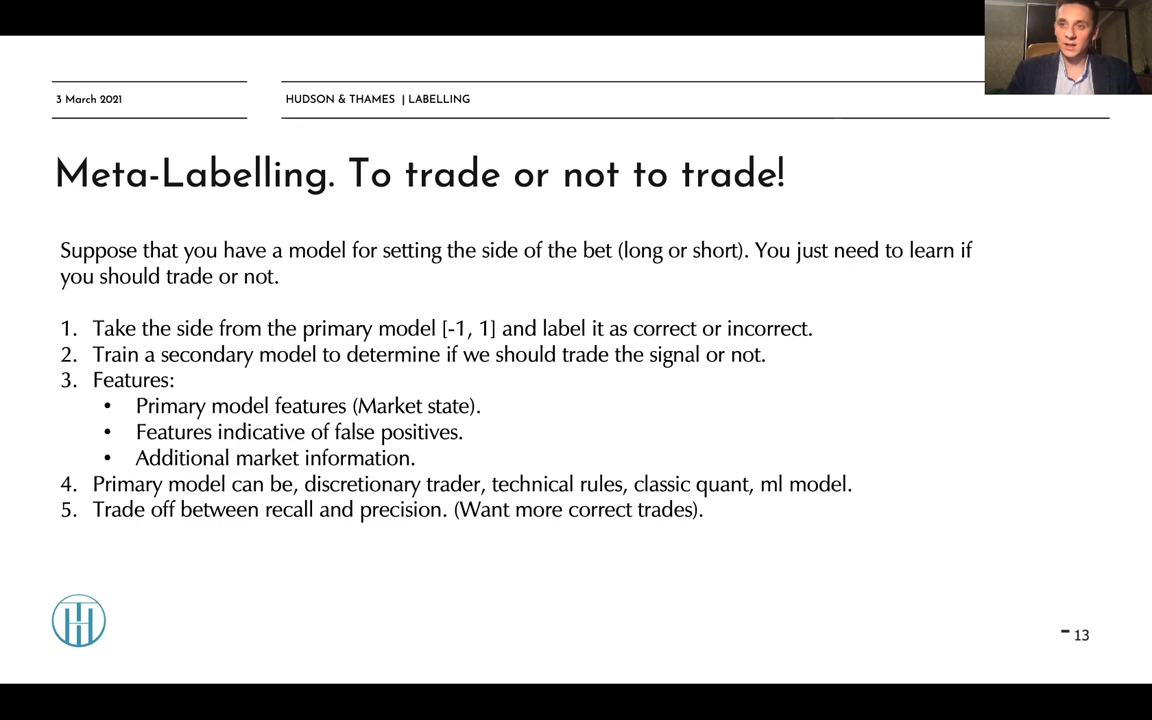 3 March 2021
HUDSON & THAMES | LABELLING
Meta-Labelling. To trade or not to trade!
Suppose that you have a model for setting the side of the bet (long or short). You just need to learn if
you should trade or not.
1. Take the side from the primary model [-1, 1] and label it as correct or incorrect.
2. Train a secondary model to determine if we should trade the signal or not.
3. Features:
• Primary model features (Market state).
• Features indicative of false positives.
• Additional market information.
4. Primary model can be, discretionary trader, technical rules, classic quant, ml model.
5. Trade off between recall and precision. (Want more correct trades).
- 13